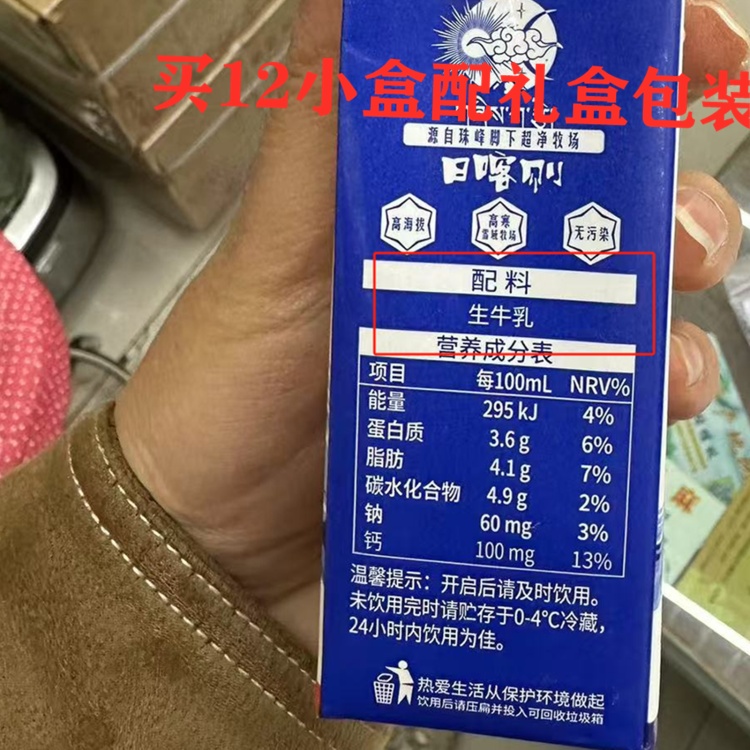 买12小盒配礼盒包装
源自珠峰脚下超净牧场
日喀则
高海拔
高寒
雪域牧场
无污染
配料
生牛乳
营养成分表
项目 每100mL NRV%
能量 295 kJ 4%
蛋白质 3.6 g 6%
脂肪 4.1 g 7%
碳水化合物 4.9 g 2%
钠 60 mg 3%
钙 100 mg 13%
温馨提示：开启后请及时饮用。
未饮用完时请贮存于0-4℃冷藏，
24小时内饮用为佳。
热爱生活从保护环境做起
饮用后请压扁并投入可回收垃圾箱